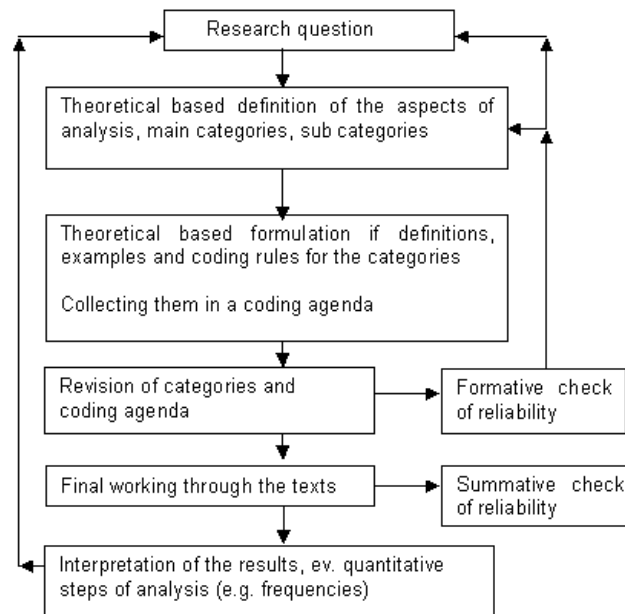 Research question
Theoretical based definition of the aspects of
analysis, main categories, sub categories
Theoretical based formulation if definitions,
examples and coding rules for the categories
Collecting them in a coding agenda
Revision of categories and
coding agenda
Formative check
of reliability
Final working through the texts
Summative check
of reliability
Interpretation of the results, ev. quantitative
steps of analysis (e.g. frequencies)